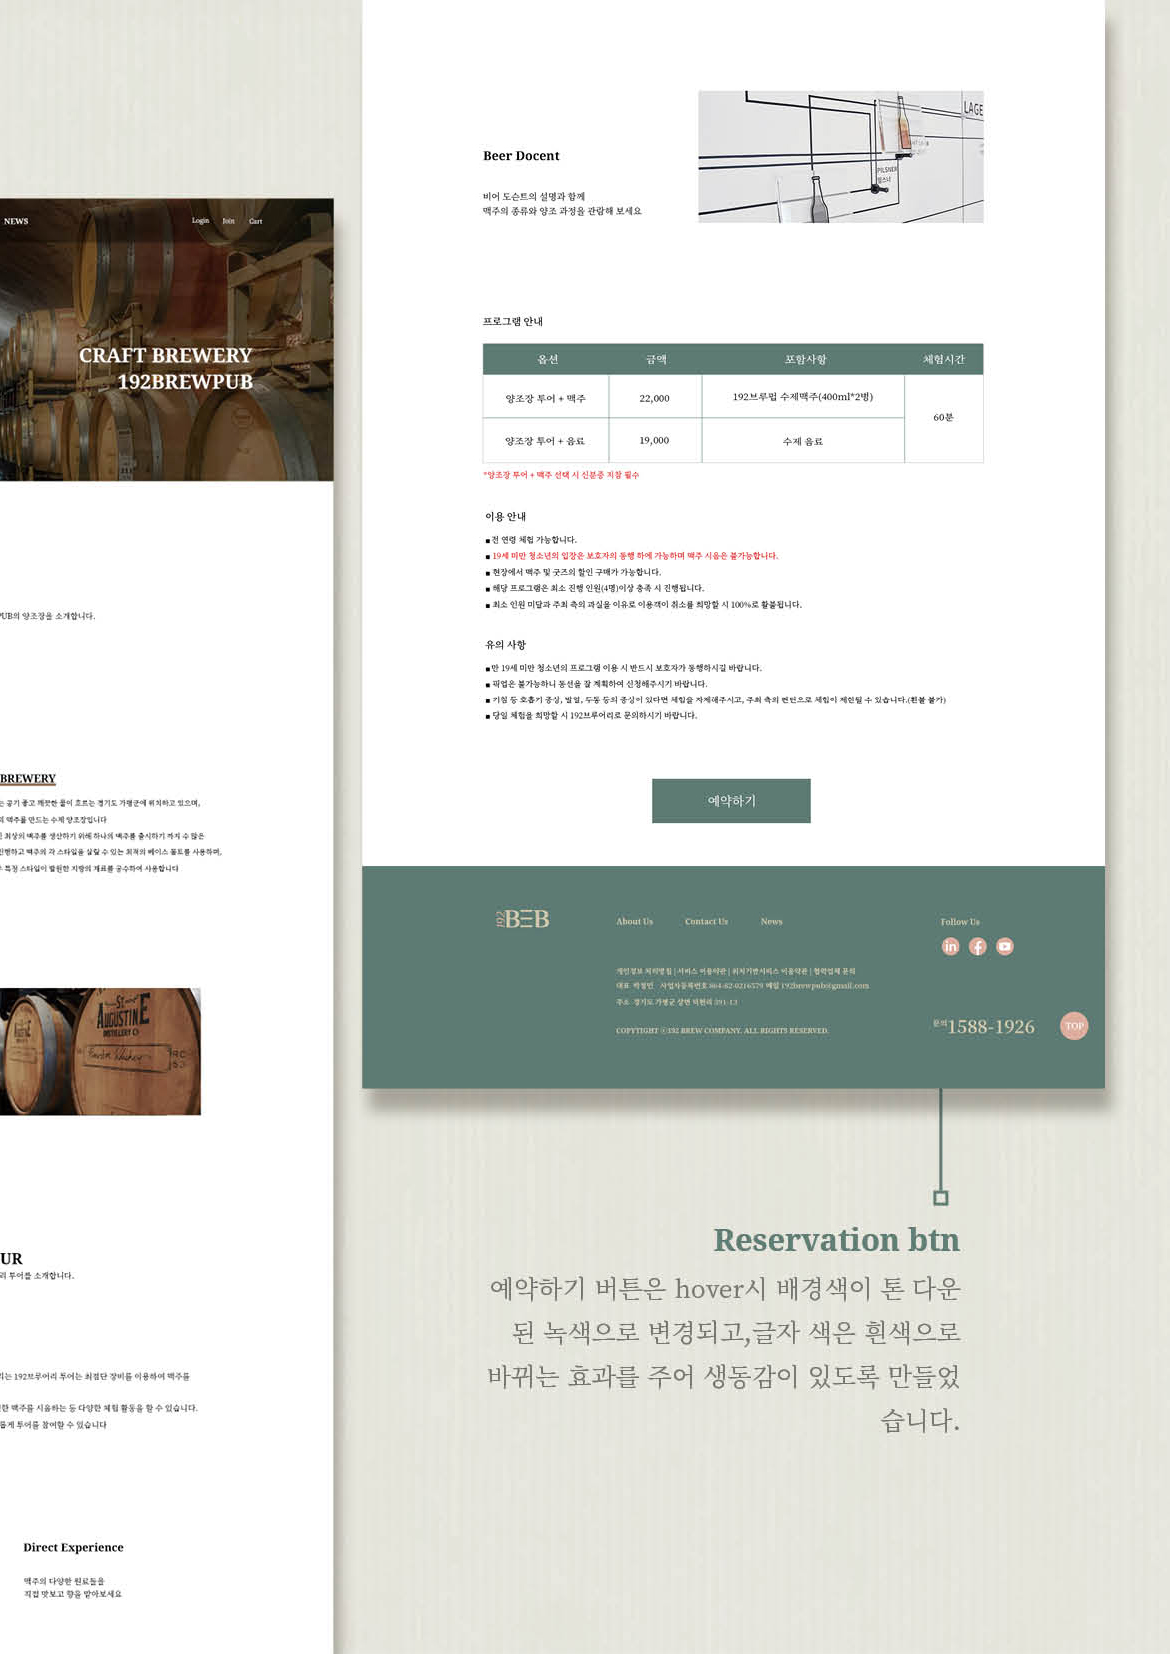 NEWS
Login Join Cart
CRAFT BREWERY
192BREWPUB
PUB의 양조장을 소개합니다.
BREWERY
는 공기 좋고 깨끗한 물이 흐르는 경기도 가평군에 위치하고 있으며,
의 맥주를 만드는 수제 양조장입니다
최상의 맥주를 생산하기 위해 하나의 맥주를 출시하기 까지 수 많은
진행하고 맥주의 각 스타일을 살릴 수 있는 최적의 베이스 몰트를 사용하며,
특정 스타일이 발원한 지방의 재료를 공수하여 사용합니다
ST.
AUGUSTINE
DISTILLERY CO
UR
투어를 소개합니다.
192브루어리 투어는 최첨단 장비를 이용하여 맥주를
한 맥주를 시음하는 등 다양한 체험 활동을 할 수 있습니다.
롭게 투어를 참여할 수 있습니다
Direct Experience
맥주의 다양한 원료들을
직접 맛보고 향을 맡아보세요
LAGE
PILSNER
필스너
Beer Docent
비어 도슨트의 설명과 함께
맥주의 종류와 양조 과정을 관람해 보세요
프로그램 안내
옵션 금액 포함사항 체험시간
양조장 투어 + 맥주 22,000 192브루펍 수제맥주(400ml*2병)
60분
양조장 투어 + 음료 19,000 수제 음료
*양조장 투어 + 맥주 선택 시 신분증 지참 필수
이용 안내
■ 전 연령 체험 가능합니다.
■ 19세 미만 청소년의 입장은 보호자의 동행 하에 가능하며 맥주 시음은 불가능합니다.
■ 현장에서 맥주 및 굿즈의 할인 구매가 가능합니다.
■ 해당 프로그램은 최소 진행 인원(4명)이상 충족 시 진행됩니다.
■ 최소 인원 미달과 주최 측의 과실을 이유로 이용객이 취소를 희망할 시 100%로 활불됩니다.
유의 사항
■ 만 19세 미만 청소년의 프로그램 이용 시 반드시 보호자가 동행하시길 바랍니다.
■ 픽업은 불가능하니 동선을 잘 계획하여 신청해주시기 바랍니다.
■ 기침 등 호흡기 증상, 발열, 두통 등의 증상이 있다면 체험을 자제해주시고, 주최 측의 판단으로 체험이 제한될 수 있습니다.(환불 불가)
■ 당일 체험을 희망할 시 192브루어리로 문의하시기 바랍니다.
예약하기
192 BEB
About Us Contact Us News
Follow Us
개인정보 처리방침 | 서비스 이용약관 | 위치기반서비스 이용약관 | 협력업체 문의
대표 박정민 사업자등록번호 864-82-0216579 메일 192brewpub@gmail.com
주소 경기도 가평군 상면 덕현리 391-13
COPYTIGHT ⓒ192 BREW COMPANY. ALL RIGHTS RESERVED.
문의 1588-1926
TOP
Reservation btn
예약하기 버튼은 hover시 배경색이 톤 다운
된 녹색으로 변경되고,글자 색은 흰색으로
바뀌는 효과를 주어 생동감이 있도록 만들었
습니다.